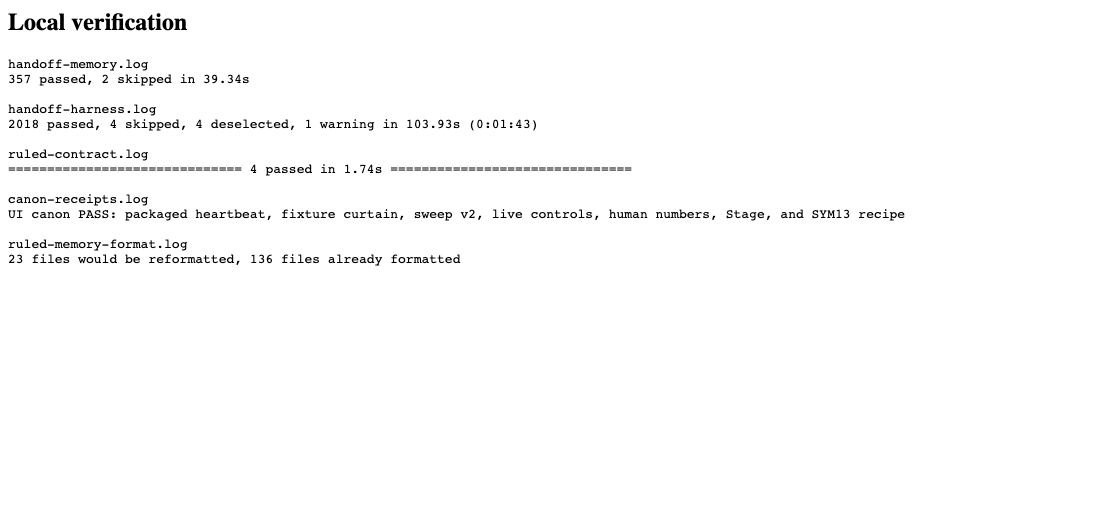 Local verification
handoff-memory.log
357 passed, 2 skipped in 39.34s
handoff-harness.log
2018 passed, 4 skipped, 4 deselected, 1 warning in 103.93s (0:01:43)
ruled-contract.log
============================== 4 passed in 1.74s ===============================
canon-receipts.log
UI canon PASS: packaged heartbeat, fixture curtain, sweep v2, live controls, human numbers, Stage, and SYM13 recipe
ruled-memory-format.log
23 files would be reformatted, 136 files already formatted